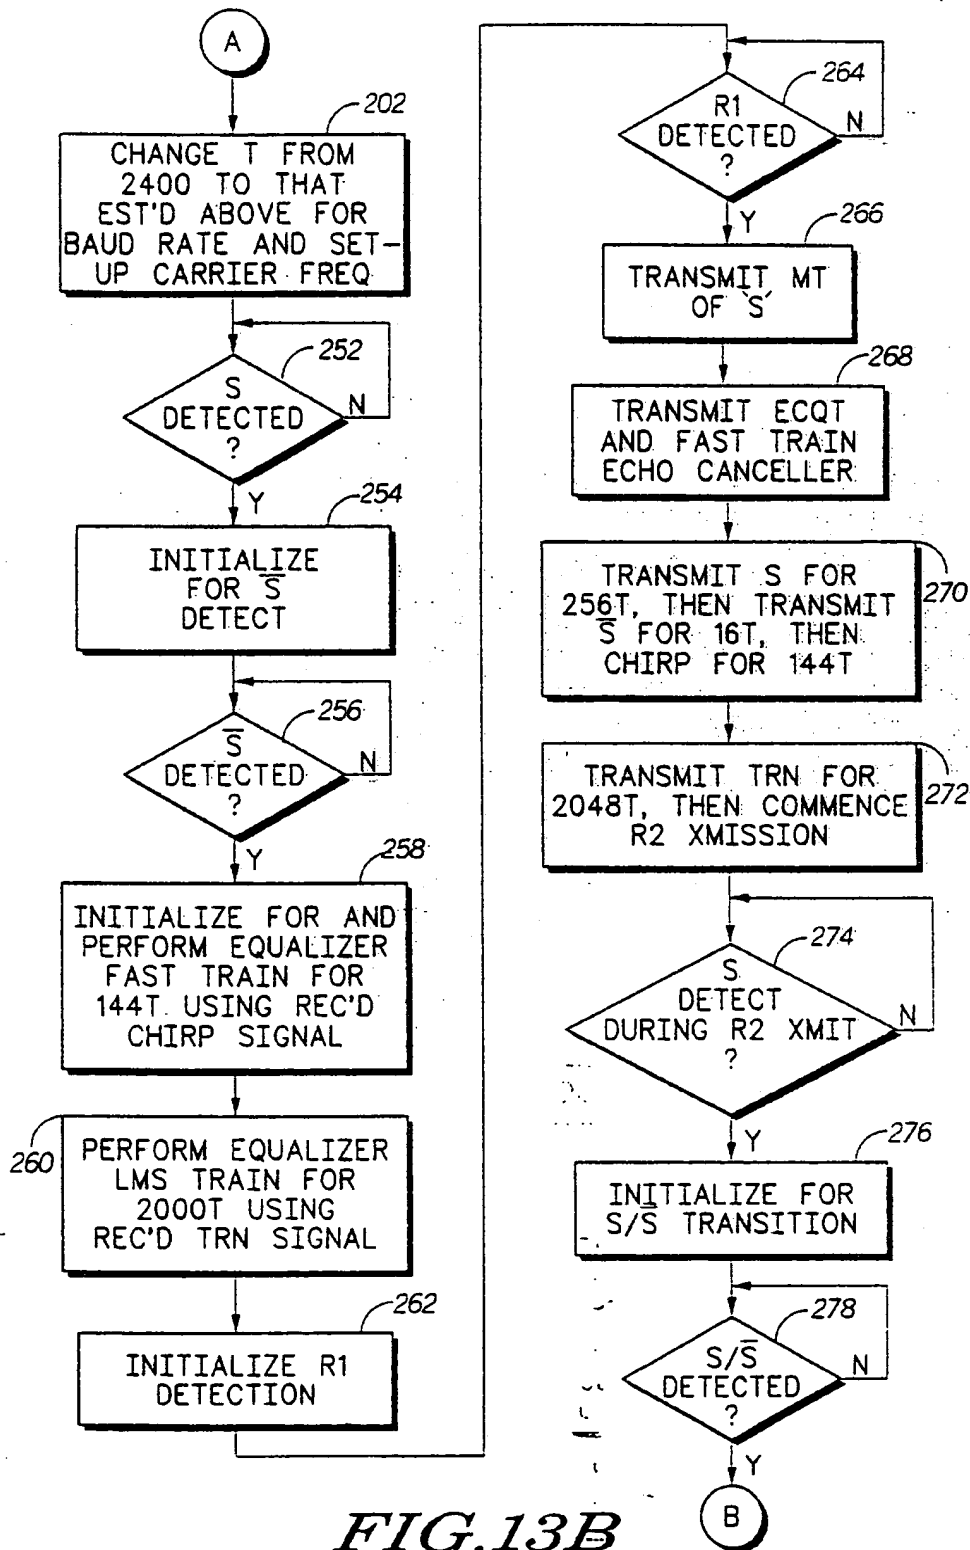 A
202
CHANGE T FROM
2400 TO THAT
EST'D ABOVE FOR
BAUD RATE AND SET-
UP CARRIER FREQ
252
S
DETECTED
?
N
Y
254
INITIALIZE
FOR S̅
DETECT
256
S̅
DETECTED
?
N
Y
258
INITIALIZE FOR AND
PERFORM EQUALIZER
FAST TRAIN FOR
144T USING REC'D
CHIRP SIGNAL
260
PERFORM EQUALIZER
LMS TRAIN FOR
2000T USING
REC'D TRN SIGNAL
262
INITIALIZE R1
DETECTION
264
R1
DETECTED
?
N
Y
266
TRANSMIT MT
OF 'S'
268
TRANSMIT ECQT
AND FAST TRAIN
ECHO CANCELLER
270
TRANSMIT S FOR
256T, THEN TRANSMIT
S̅ FOR 16T, THEN
CHIRP FOR 144T
272
TRANSMIT TRN FOR
2048T, THEN COMMENCE
R2 XMISSION
274
S
DETECT
DURING R2 XMIT
?
N
Y
276
INITIALIZE FOR
S/S̅ TRANSITION
278
S/S̅
DETECTED
?
N
Y
B
FIG.13B